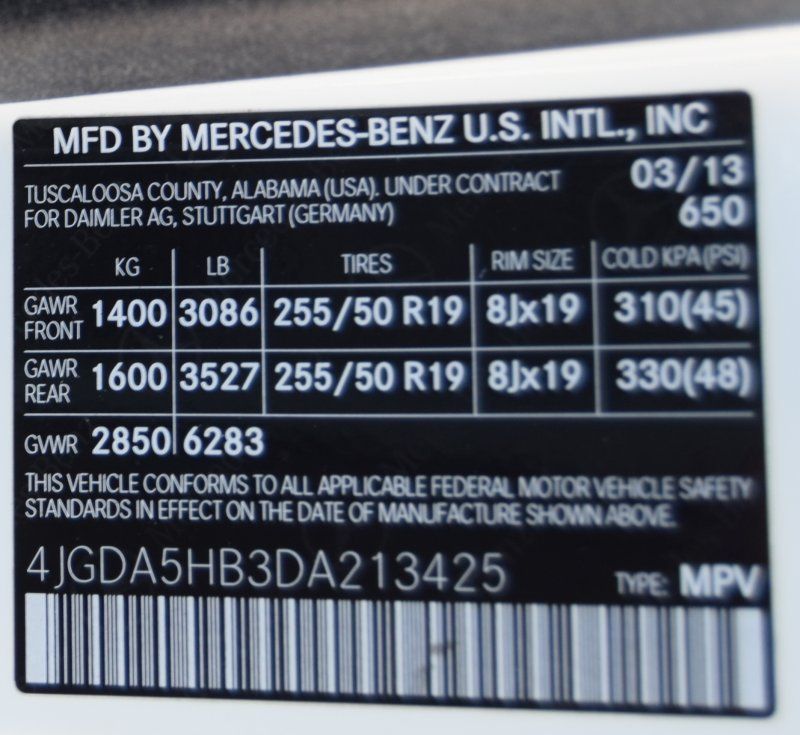 MFD BY MERCEDES-BENZ U.S. INTL., INC
TUSCALOOSA COUNTY, ALABAMA (USA). UNDER CONTRACT 03/13
FOR DAIMLER AG, STUTTGART (GERMANY) 650
KG LB TIRES RIM SIZE COLD KPA (PSI)
GAWR FRONT 1400 3086 255/50 R19 8Jx19 310(45)
GAWR REAR 1600 3527 255/50 R19 8Jx19 330(48)
GVWR 2850 6283
THIS VEHICLE CONFORMS TO ALL APPLICABLE FEDERAL MOTOR VEHICLE SAFETY
STANDARDS IN EFFECT ON THE DATE OF MANUFACTURE SHOWN ABOVE.
4JGDA5HB3DA213425 TYPE: MPV